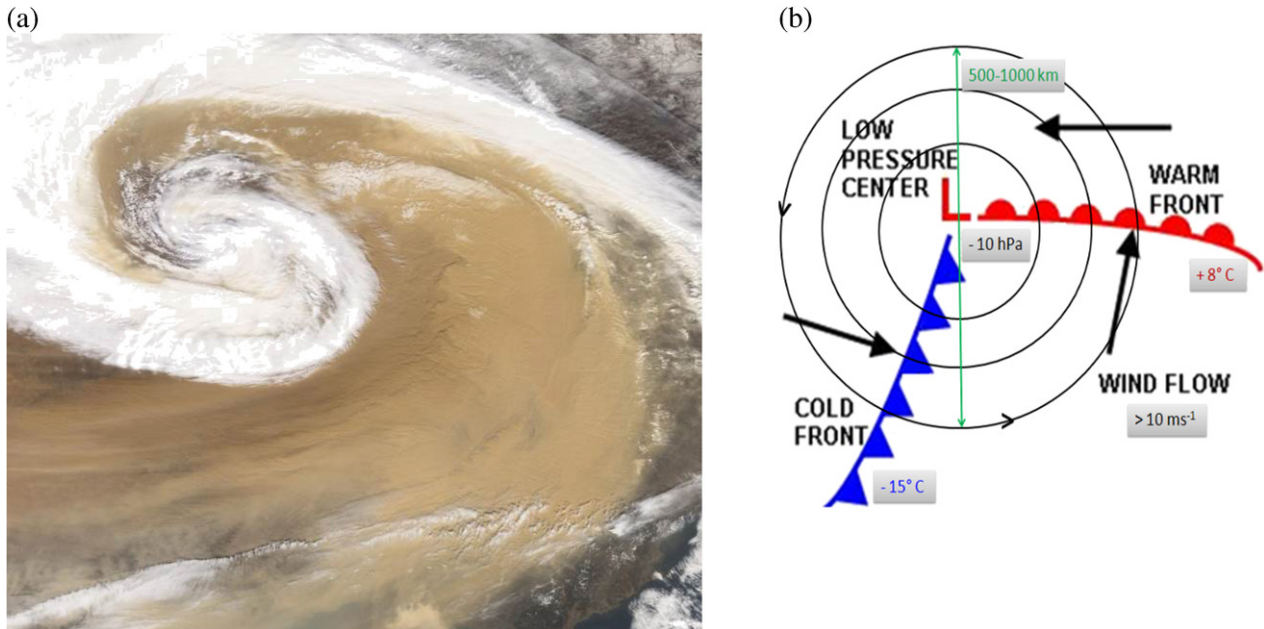 (a)
(b)
500-1000 km
LOW
PRESSURE
CENTER
L
WARM
FRONT
- 10 hPa
+ 8° C
WIND FLOW
> 10 ms⁻¹
COLD
FRONT
- 15° C